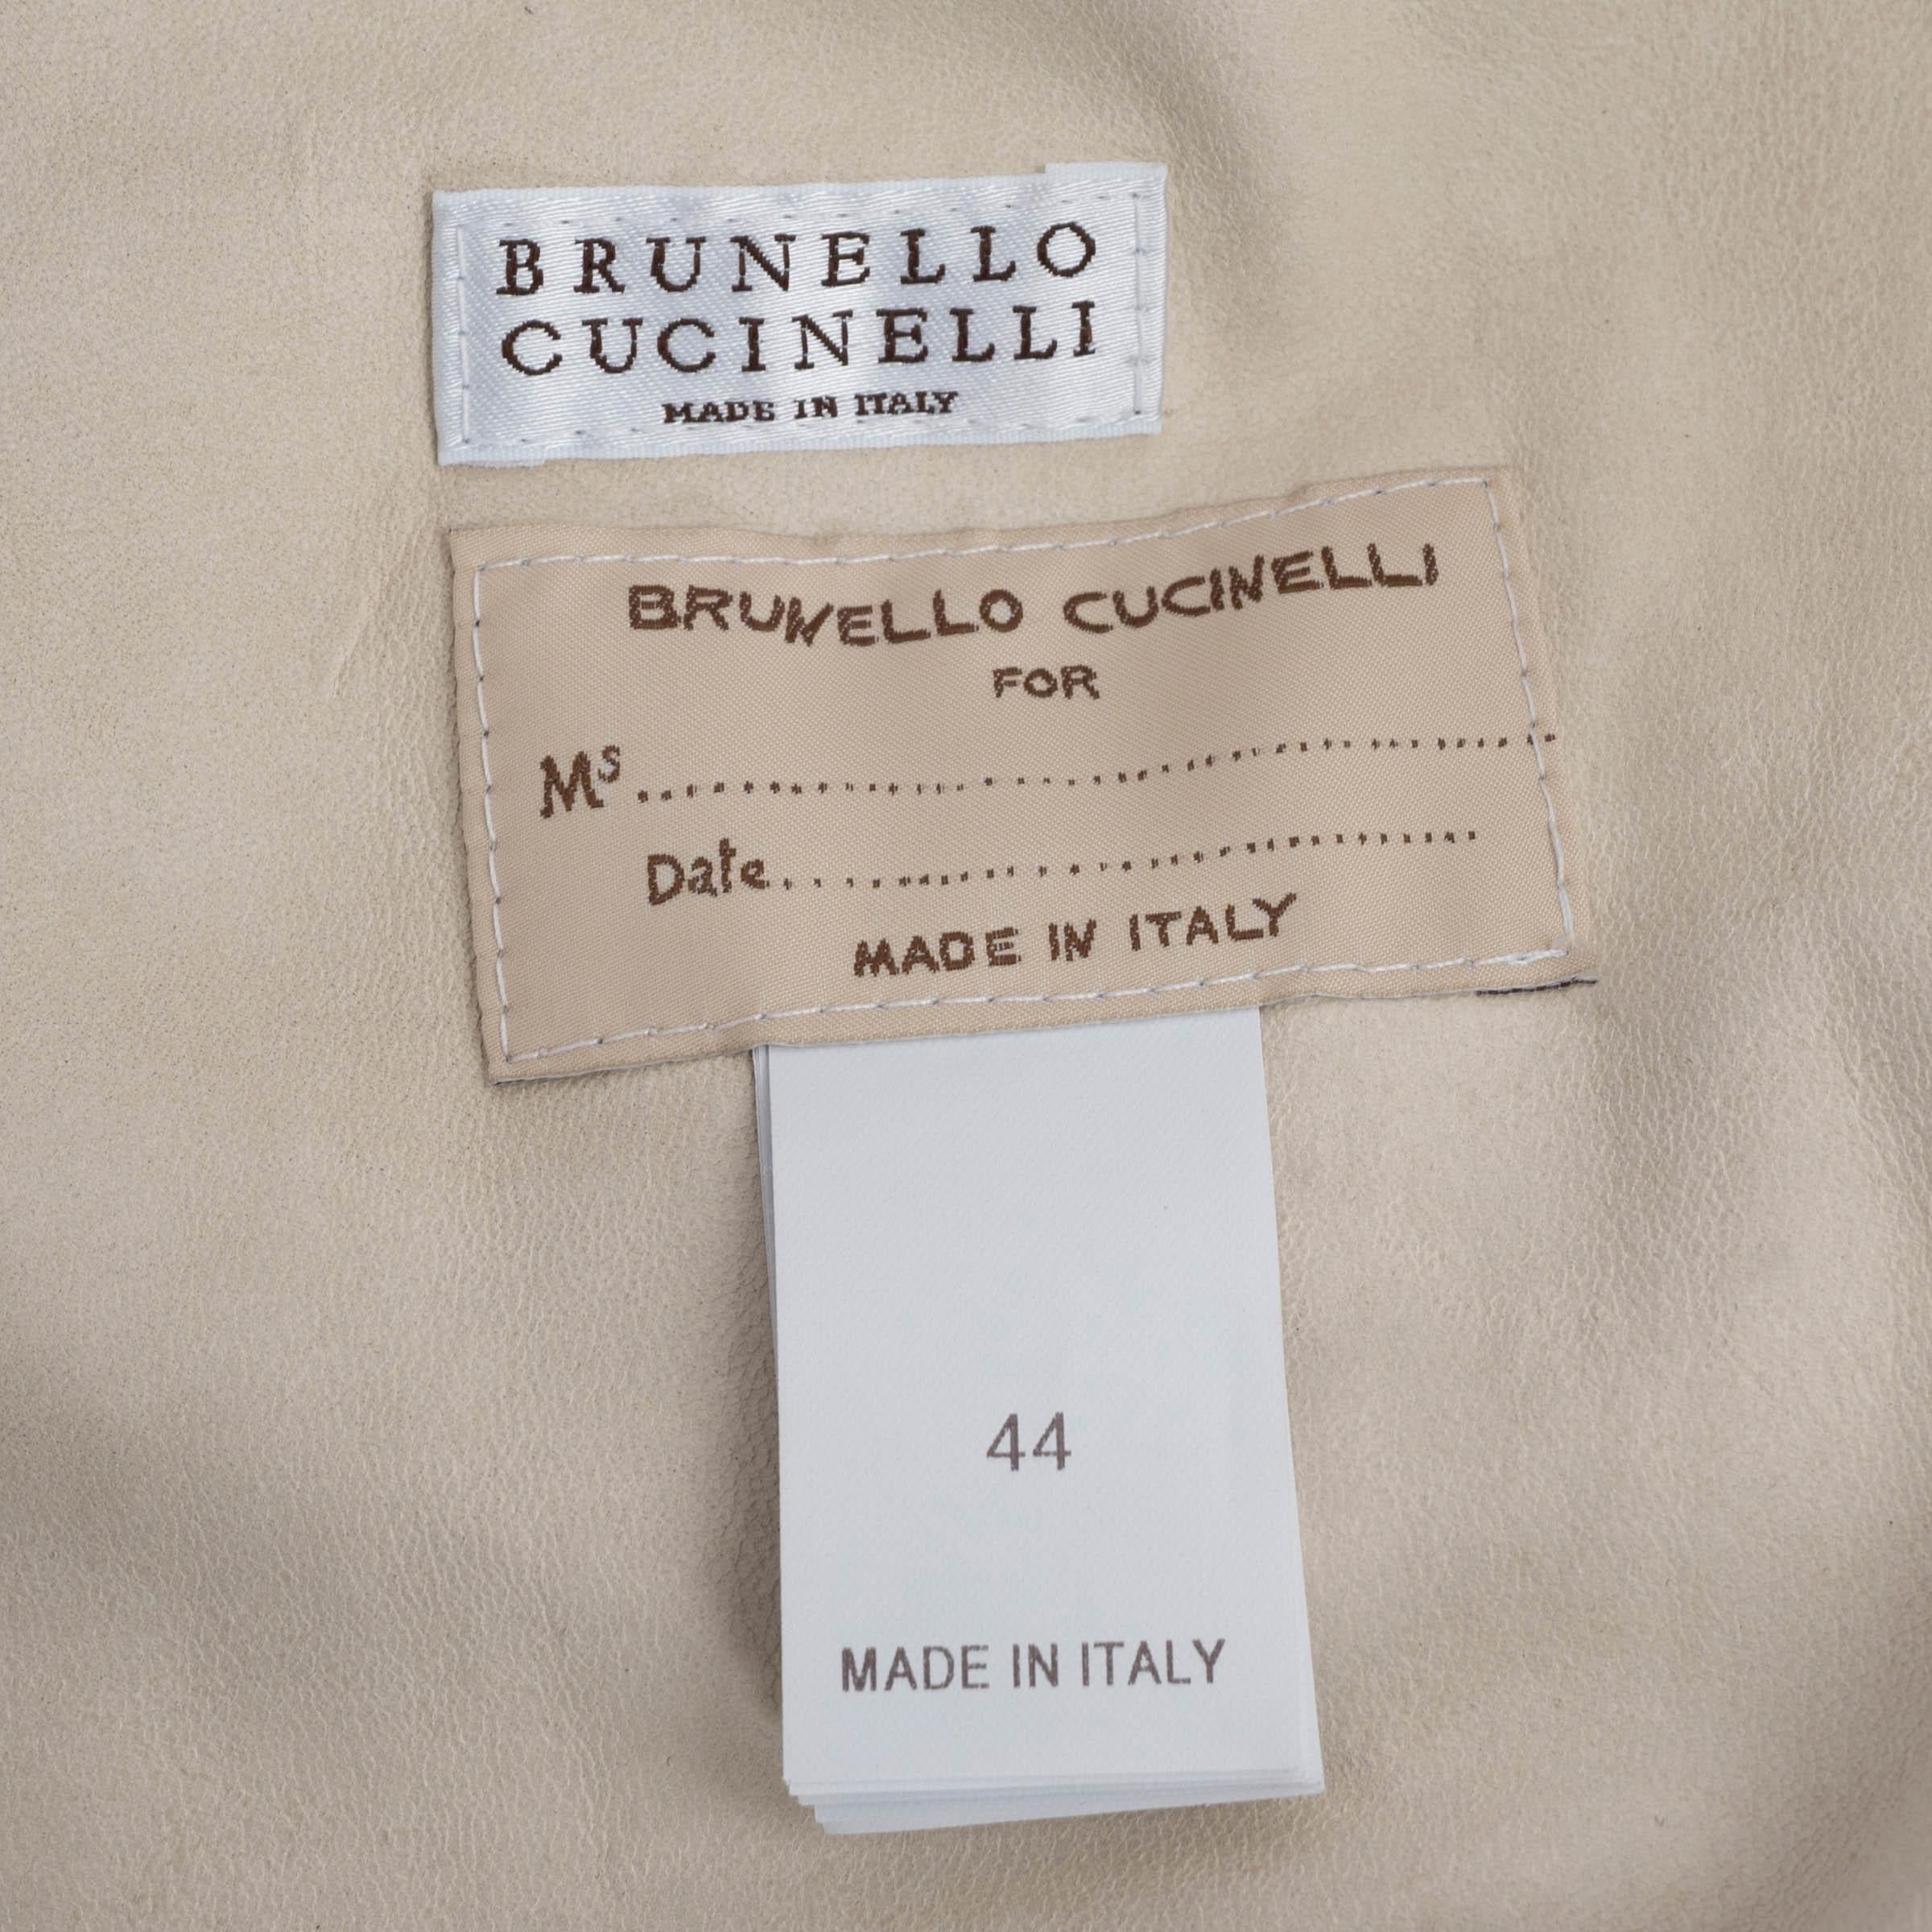 BRUNELLO
CUCINELLI
MADE IN ITALY
BRUNELLO CUCINELLI
FOR
Ms....................................
Date..............................
MADE IN ITALY
44
MADE IN ITALY